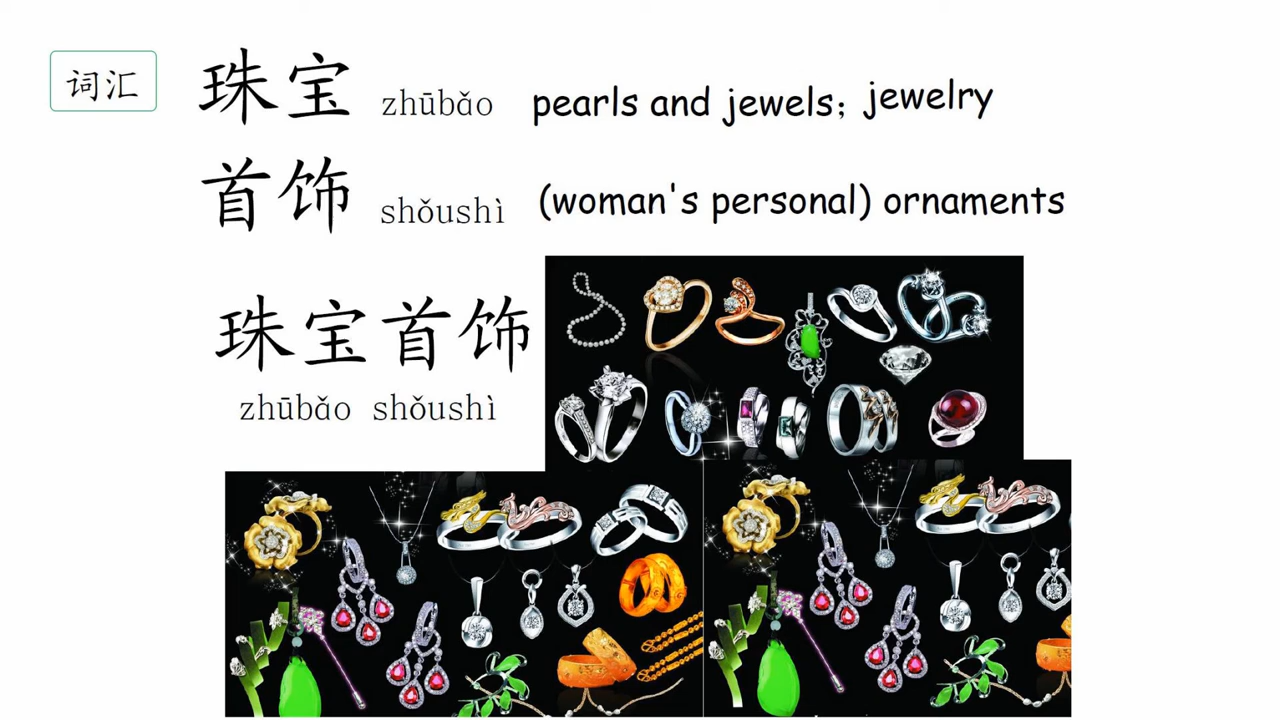 词汇
珠宝 zhūbǎo pearls and jewels；jewelry
首饰 shǒushì (woman's personal) ornaments
珠宝首饰
zhūbǎo shǒushì